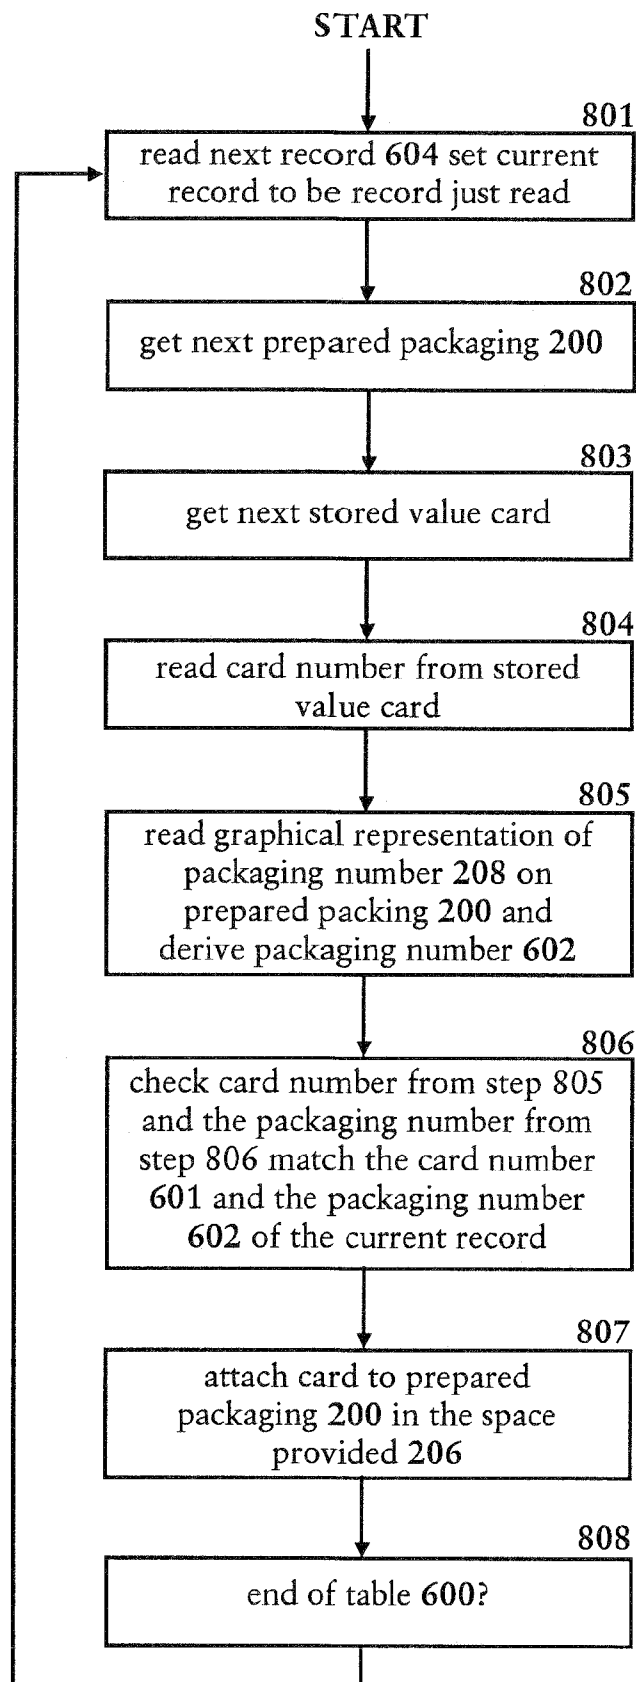 START
801
read next record 604 set current
record to be record just read
802
get next prepared packaging 200
803
get next stored value card
804
read card number from stored
value card
805
read graphical representation of
packaging number 208 on
prepared packing 200 and
derive packaging number 602
806
check card number from step 805
and the packaging number from
step 806 match the card number
601 and the packaging number
602 of the current record
807
attach card to prepared
packaging 200 in the space
provided 206
808
end of table 600?